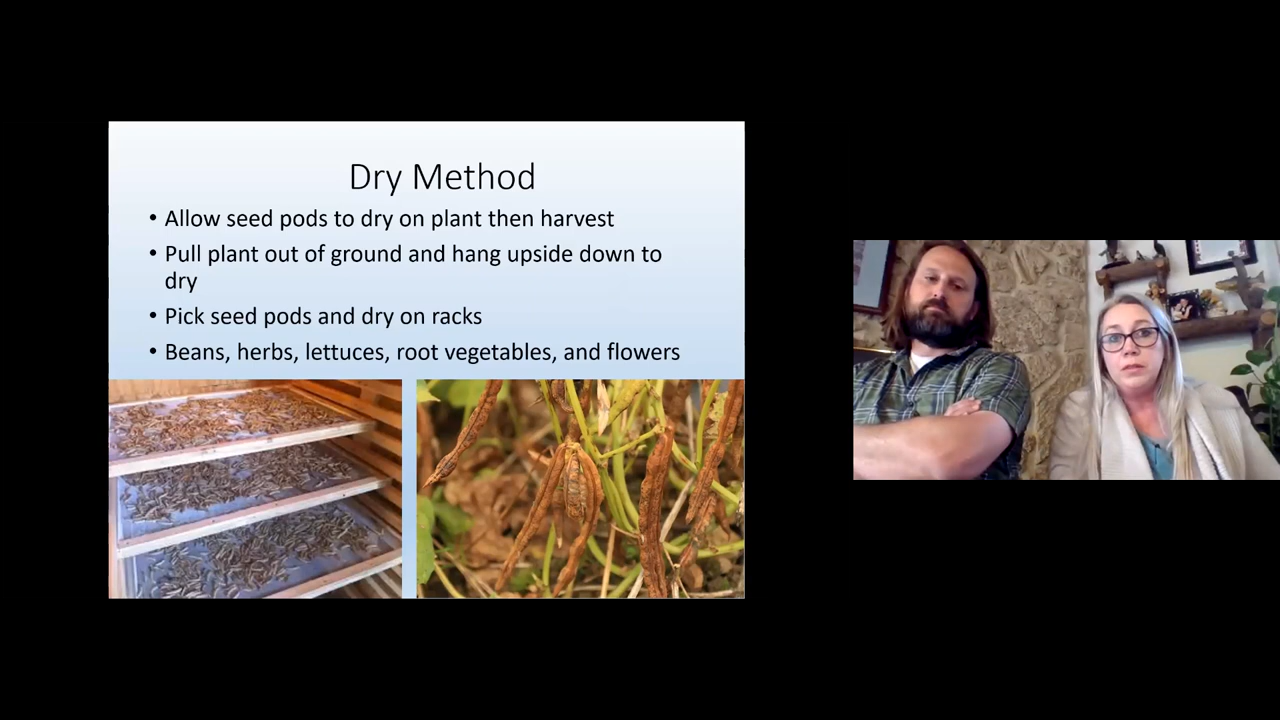 Dry Method
• Allow seed pods to dry on plant then harvest
• Pull plant out of ground and hang upside down to
dry
• Pick seed pods and dry on racks
• Beans, herbs, lettuces, root vegetables, and flowers